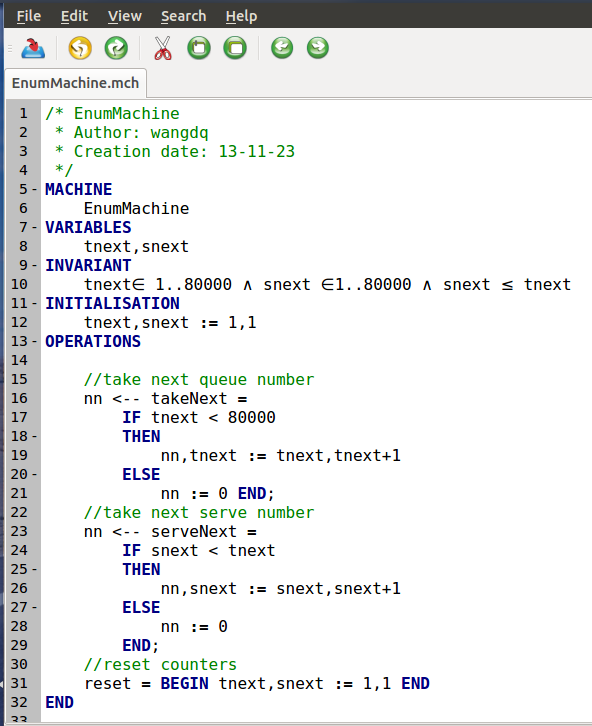 File Edit View Search Help
EnumMachine.mch
1 /* EnumMachine
2  * Author: wangdq
3  * Creation date: 13-11-23
4  */
5 - MACHINE
6     EnumMachine
7 - VARIABLES
8     tnext,snext
9 - INVARIANT
10     tnext∈ 1..80000 ∧ snext ∈1..80000 ∧ snext ≤ tnext
11 - INITIALISATION
12     tnext,snext := 1,1
13 - OPERATIONS
14
15     //take next queue number
16     nn <-- takeNext =
17         IF tnext < 80000
18 -         THEN
19             nn,tnext := tnext,tnext+1
20 -         ELSE
21             nn := 0 END;
22     //take next serve number
23     nn <-- serveNext =
24         IF snext < tnext
25 -         THEN
26             nn,snext := snext,snext+1
27 -         ELSE
28             nn := 0
29         END;
30     //reset counters
31     reset = BEGIN tnext,snext := 1,1 END
32 END
33